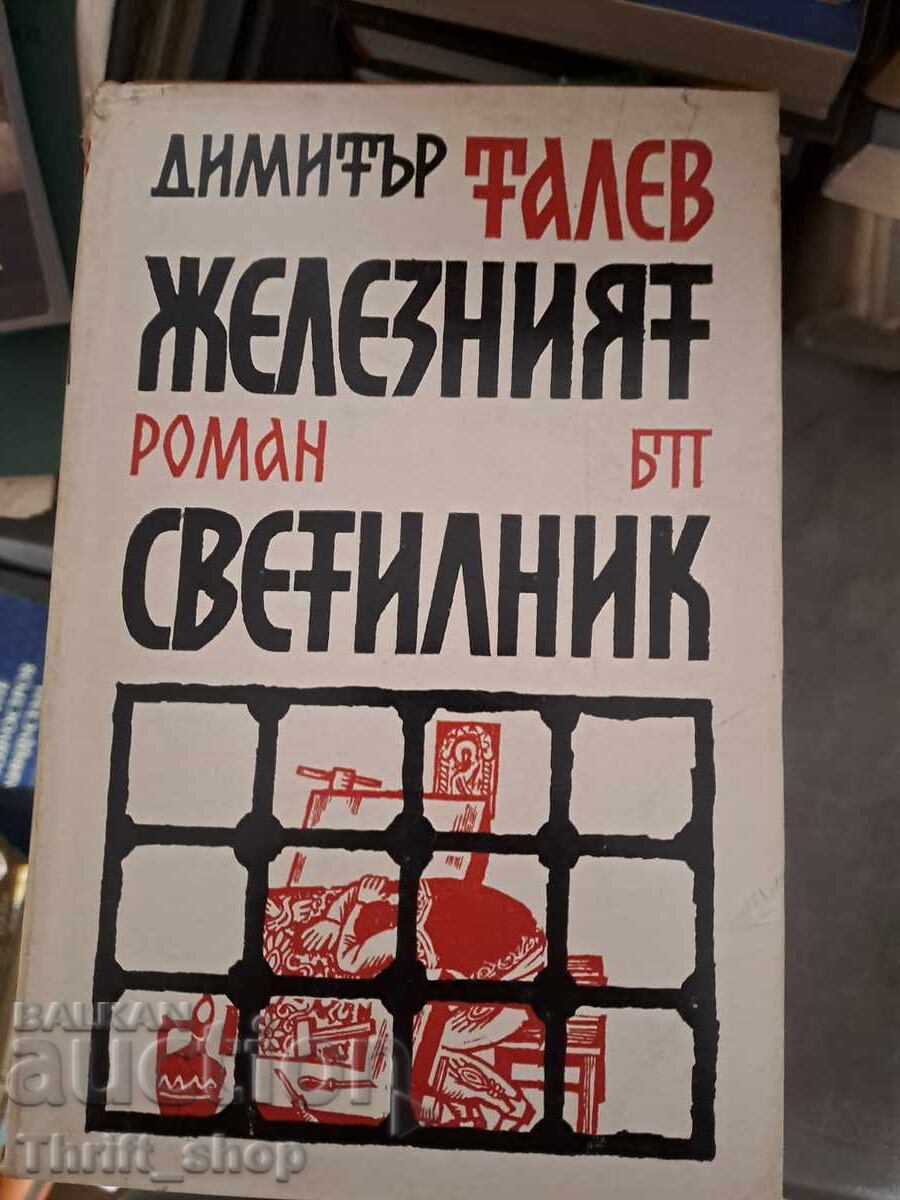 ДИМИТЪР ТАЛЕВ
ЖЕЛЕЗНИЯТ
РОМАН БП
СВЕТИЛНИК
BALKAN
auction
Thrift_shop